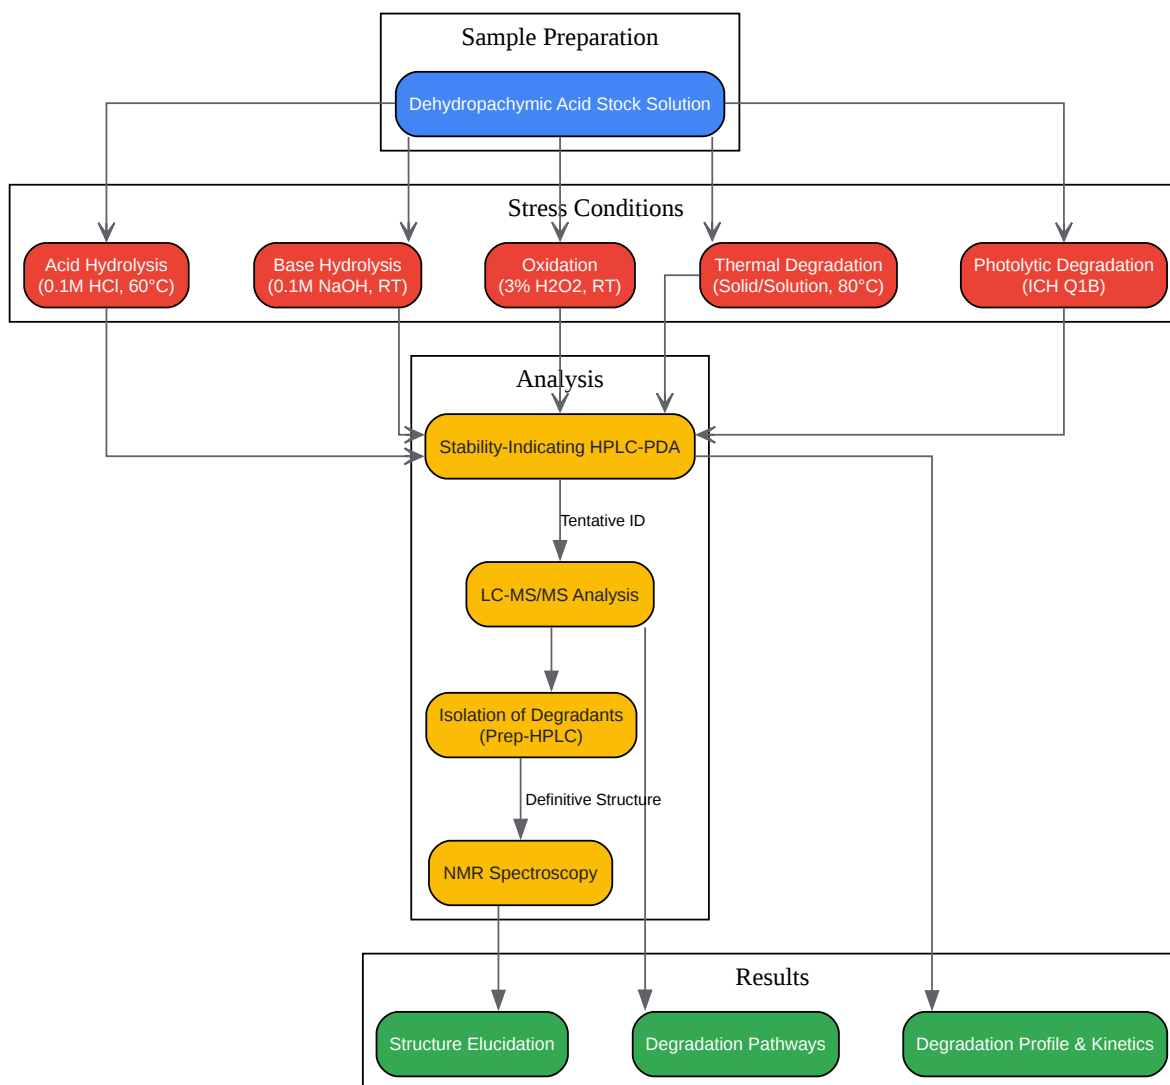 Sample Preparation
Dehydropachymic Acid Stock Solution
Stress Conditions
Acid Hydrolysis
(0.1M HCl, 60°C)
Base Hydrolysis
(0.1M NaOH, RT)
Oxidation
(3% H2O2, RT)
Thermal Degradation
(Solid/Solution, 80°C)
Photolytic Degradation
(ICH Q1B)
Analysis
Stability-Indicating HPLC-PDA
Tentative ID
LC-MS/MS Analysis
Isolation of Degradants
(Prep-HPLC)
Definitive Structure
NMR Spectroscopy
Results
Structure Elucidation
Degradation Pathways
Degradation Profile & Kinetics